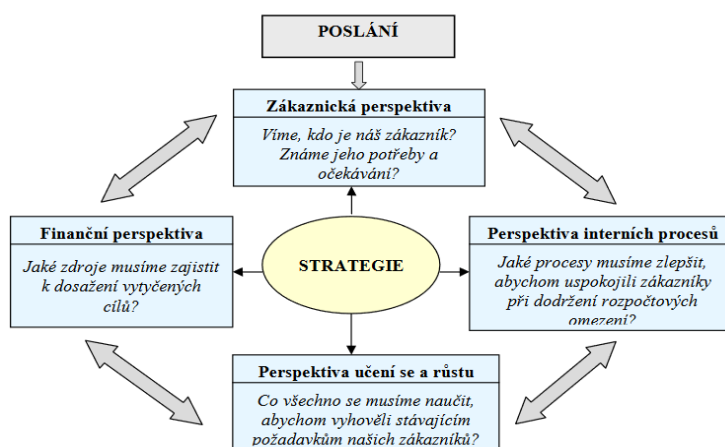 POSLÁNÍ
Zákaznická perspektiva
Víme, kdo je náš zákazník?
Známe jeho potřeby a
očekávání?
Finanční perspektiva
Jaké zdroje musíme zajistit
k dosažení vytyčených
cílů?
STRATEGIE
Perspektiva interních procesů
Jaké procesy musíme zlepšit,
abychom uspokojili zákazníky
při dodržení rozpočtových
omezení?
Perspektiva učení se a růstu
Co všechno se musíme naučit,
abychom vyhověli stávajícím
požadavkům našich zákazníků?